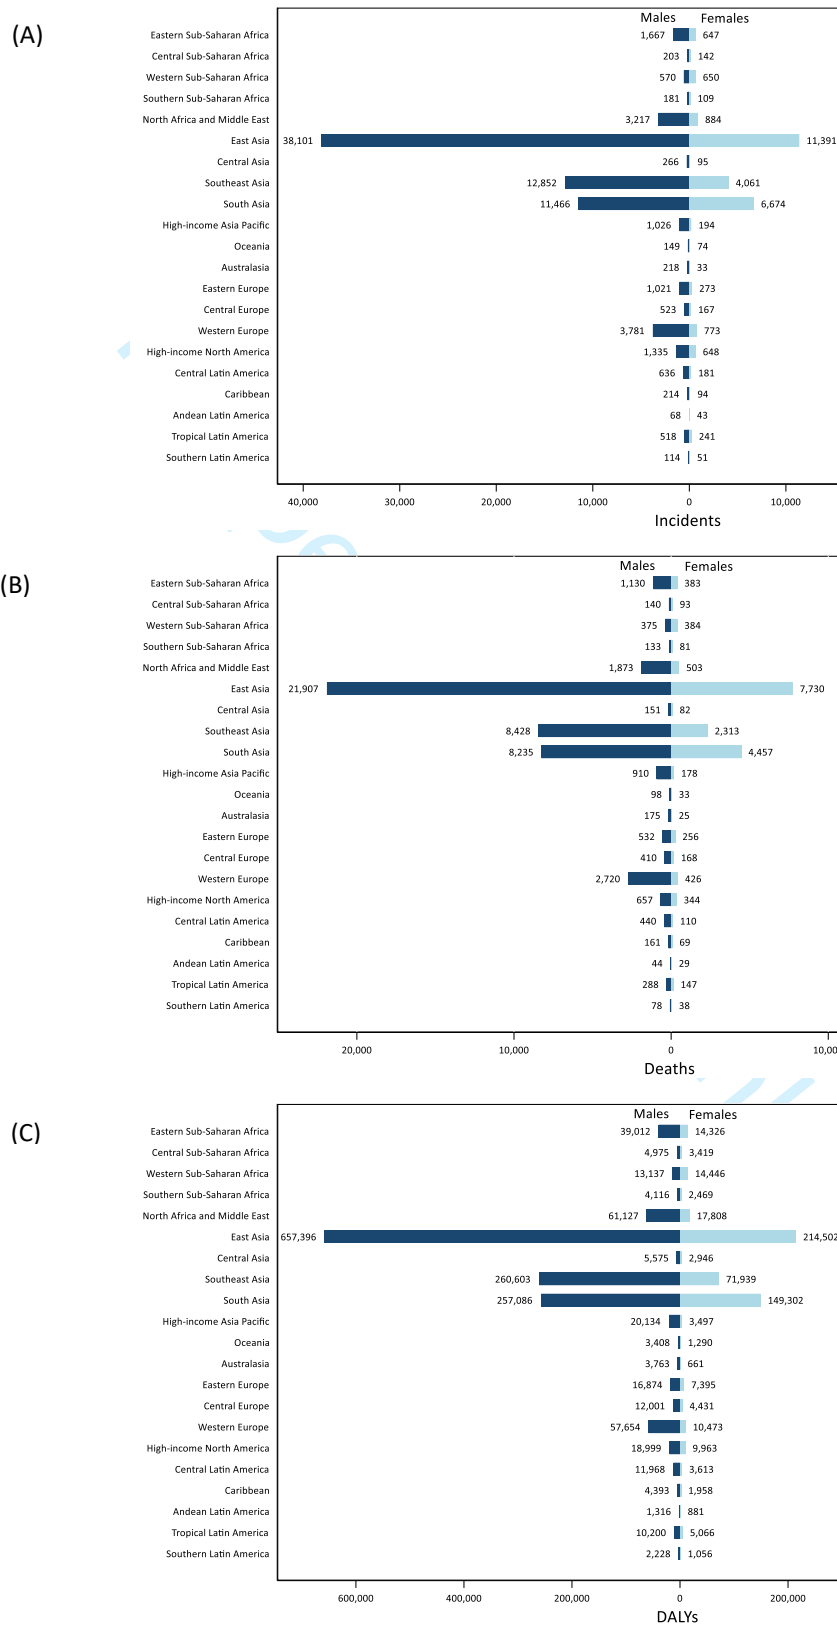 (A)
Males Females
Eastern Sub-Saharan Africa 1,667 647
Central Sub-Saharan Africa 203 142
Western Sub-Saharan Africa 570 650
Southern Sub-Saharan Africa 181 109
North Africa and Middle East 3,217 884
East Asia 38,101 11,391
Central Asia 266 95
Southeast Asia 12,852 4,061
South Asia 11,466 6,674
High-income Asia Pacific 1,026 194
Oceania 149 74
Australasia 218 33
Eastern Europe 1,021 273
Central Europe 523 167
Western Europe 3,781 773
High-income North America 1,335 648
Central Latin America 636 181
Caribbean 214 94
Andean Latin America 68 43
Tropical Latin America 518 241
Southern Latin America 114 51
40,000 30,000 20,000 10,000 0 10,000
Incidents
(B)
Males Females
Eastern Sub-Saharan Africa 1,130 383
Central Sub-Saharan Africa 140 93
Western Sub-Saharan Africa 375 384
Southern Sub-Saharan Africa 133 81
North Africa and Middle East 1,873 503
East Asia 21,907 7,730
Central Asia 151 82
Southeast Asia 8,428 2,313
South Asia 8,235 4,457
High-income Asia Pacific 910 178
Oceania 98 33
Australasia 175 25
Eastern Europe 532 256
Central Europe 410 168
Western Europe 2,720 426
High-income North America 657 344
Central Latin America 440 110
Caribbean 161 69
Andean Latin America 44 29
Tropical Latin America 288 147
Southern Latin America 78 38
20,000 10,000 0 10,00
Deaths
(C)
Males Females
Eastern Sub-Saharan Africa 39,012 14,326
Central Sub-Saharan Africa 4,975 3,419
Western Sub-Saharan Africa 13,137 14,446
Southern Sub-Saharan Africa 4,116 2,469
North Africa and Middle East 61,127 17,808
East Asia 657,396 214,502
Central Asia 5,575 2,946
Southeast Asia 260,603 71,939
South Asia 257,086 149,302
High-income Asia Pacific 20,134 3,497
Oceania 3,408 1,290
Australasia 3,763 661
Eastern Europe 16,874 7,395
Central Europe 12,001 4,431
Western Europe 57,654 10,473
High-income North America 18,999 9,963
Central Latin America 11,968 3,613
Caribbean 4,393 1,958
Andean Latin America 1,316 881
Tropical Latin America 10,200 5,066
Southern Latin America 2,228 1,056
600,000 400,000 200,000 0 200,000
DALYs